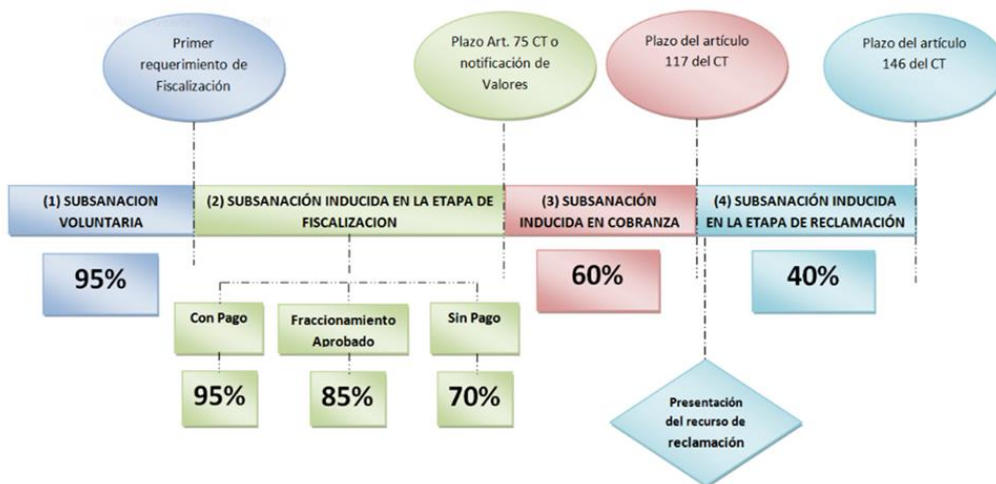 Primer
requerimiento de
Fiscalización
Plazo Art. 75 CT o
notificación de
Valores
Plazo del artículo
117 del CT
Plazo del artículo
146 del CT
(1) SUBSANACION
VOLUNTARIA
(2) SUBSANACIÓN INDUCIDA EN LA ETAPA DE
FISCALIZACION
(3) SUBSANACIÓN
INDUCIDA EN COBRANZA
(4) SUBSANACIÓN INDUCIDA
EN LA ETAPA DE RECLAMACIÓN
95%
60%
40%
Con Pago
Fraccionamiento
Aprobado
Sin Pago
95%
85%
70%
Presentación
del recurso de
reclamación